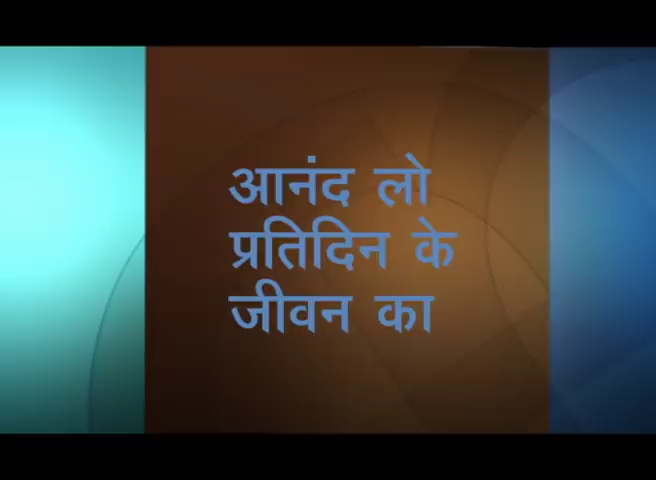 आनंद लो
प्रतिदिन के
जीवन का